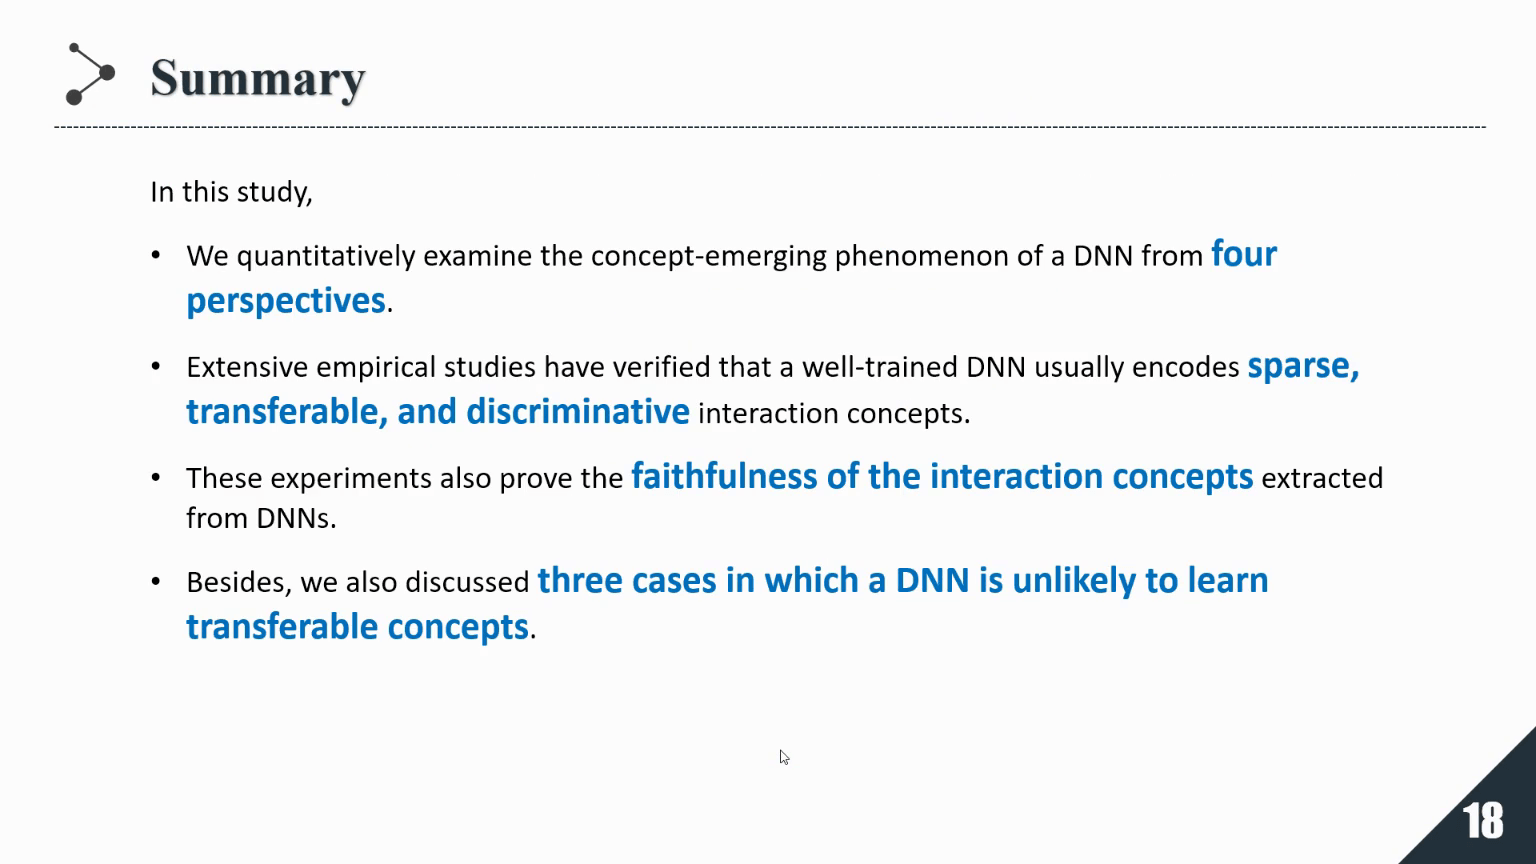 Summary
In this study,
• We quantitatively examine the concept-emerging phenomenon of a DNN from four
perspectives.
• Extensive empirical studies have verified that a well-trained DNN usually encodes sparse,
transferable, and discriminative interaction concepts.
• These experiments also prove the faithfulness of the interaction concepts extracted
from DNNs.
• Besides, we also discussed three cases in which a DNN is unlikely to learn
transferable concepts.
18